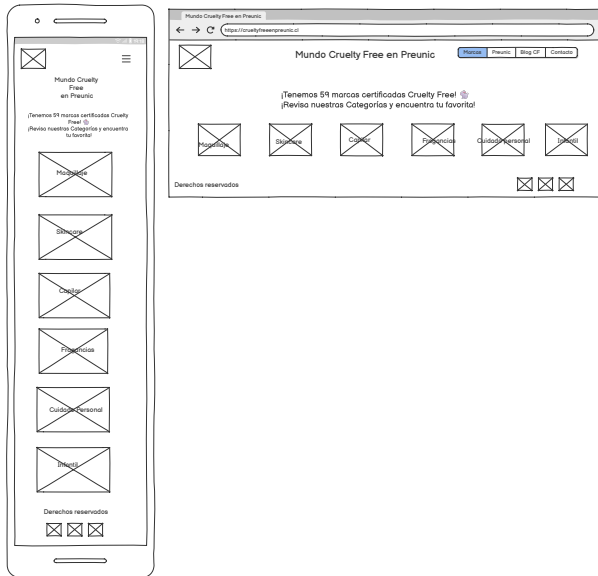 Mundo Cruelty
Free
en Preunic
¡Tenemos 59 marcas certificadas Cruelty
Free!
¡Revisa nuestras Categorías y encuentra
tu favorito!
Maquillaje
Skincare
Capilar
Fragancias
Cuidado Personal
Infantil
Derechos reservados
Mundo Cruelty Free en Preunic
https://crueltyfreeenpreunic.cl
Mundo Cruelty Free en Preunic
Marcas Preunic Blog CF Contacto
¡Tenemos 59 marcas certificadas Cruelty Free!
¡Revisa nuestras Categorías y encuentra tu favorito!
Maquillaje Skincare Capilar Fragancias Cuidado personal Infantil
Derechos reservados